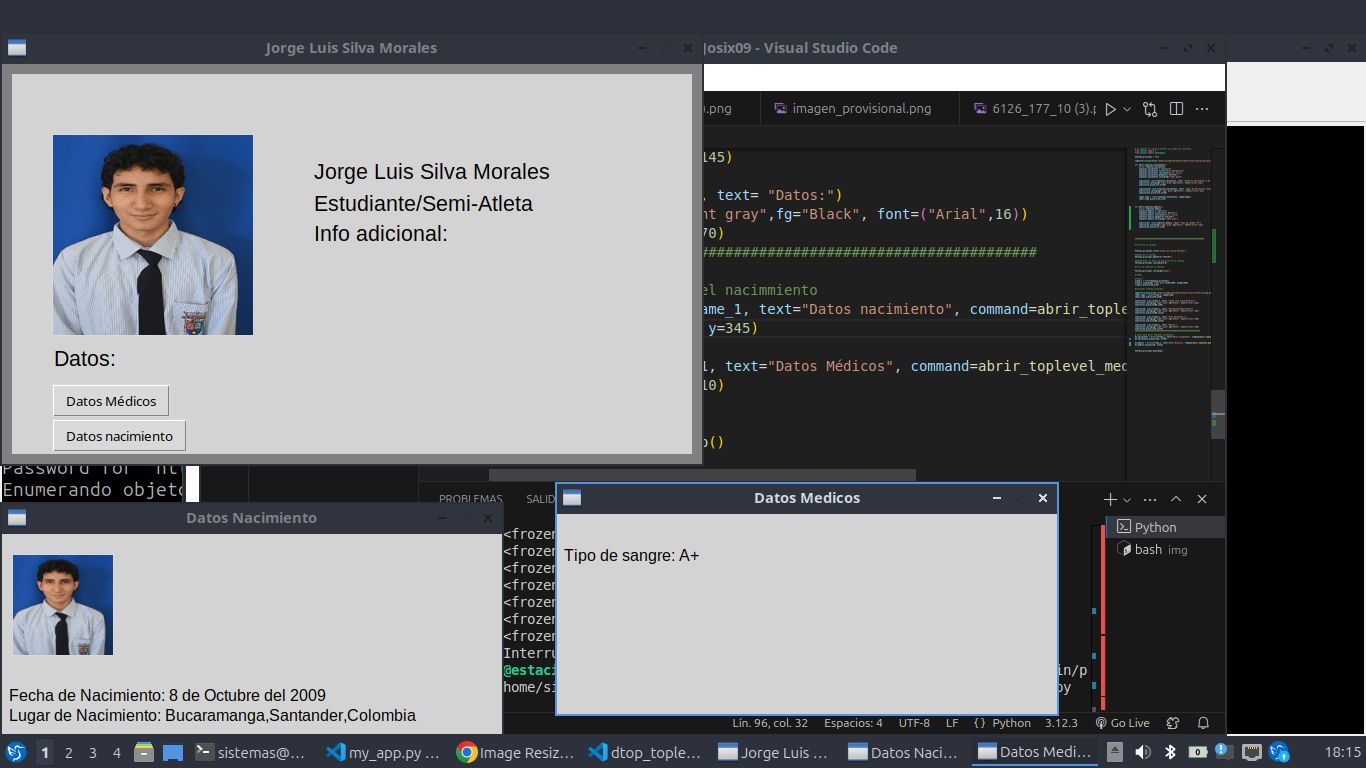 Jorge Luis Silva Morales
Josix09 - Visual Studio Code
.png
imagen_provisional.png
6126_177_10 (3).p
Jorge Luis Silva Morales
Estudiante/Semi-Atleta
Info adicional:
Datos:
Datos Médicos
Datos nacimiento
145)
, text= "Datos:")
nt gray",fg="Black", font=("Arial",16))
70)
#######################################
el nacimmiento
ame_1, text="Datos nacimiento", command=abrir_tople
y=345)
1, text="Datos Médicos", command=abrir_toplevel_med
10)
p()
Password for 'ht
Enumerando objeto
PROBLEMAS
SALID
Python
bash img
<frozen
<frozen
<frozen
<frozen
<frozen
<frozen
<frozen
Interru
@estaci
in/p
home/si
py
Datos Nacimiento
Fecha de Nacimiento: 8 de Octubre del 2009
Lugar de Nacimiento: Bucaramanga,Santander,Colombia
Datos Medicos
Tipo de sangre: A+
Lín. 96, col. 32
Espacios: 4
UTF-8
LF
{ } Python
3.12.3
Go Live
1 2 3 4
sistemas@...
my_app.py ...
Image Resiz...
dtop_tople...
Jorge Luis ...
Datos Naci...
Datos Medi...
0
18:15